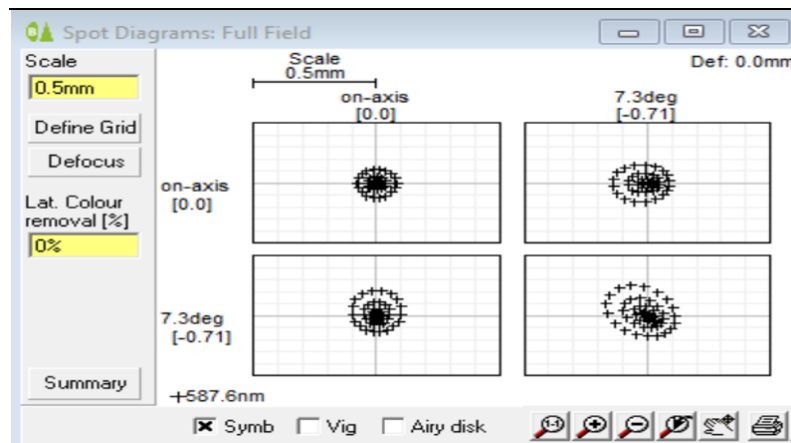 Spot Diagrams: Full Field
Scale
0.5mm
Define Grid
Defocus
Lat. Colour
removal [%]
0%
Summary
Scale
0.5mm
Def: 0.0mm
on-axis
[0.0]
7.3deg
[-0.71]
on-axis
[0.0]
7.3deg
[-0.71]
+587.6nm
Symb
Vig
Airy disk
1:1